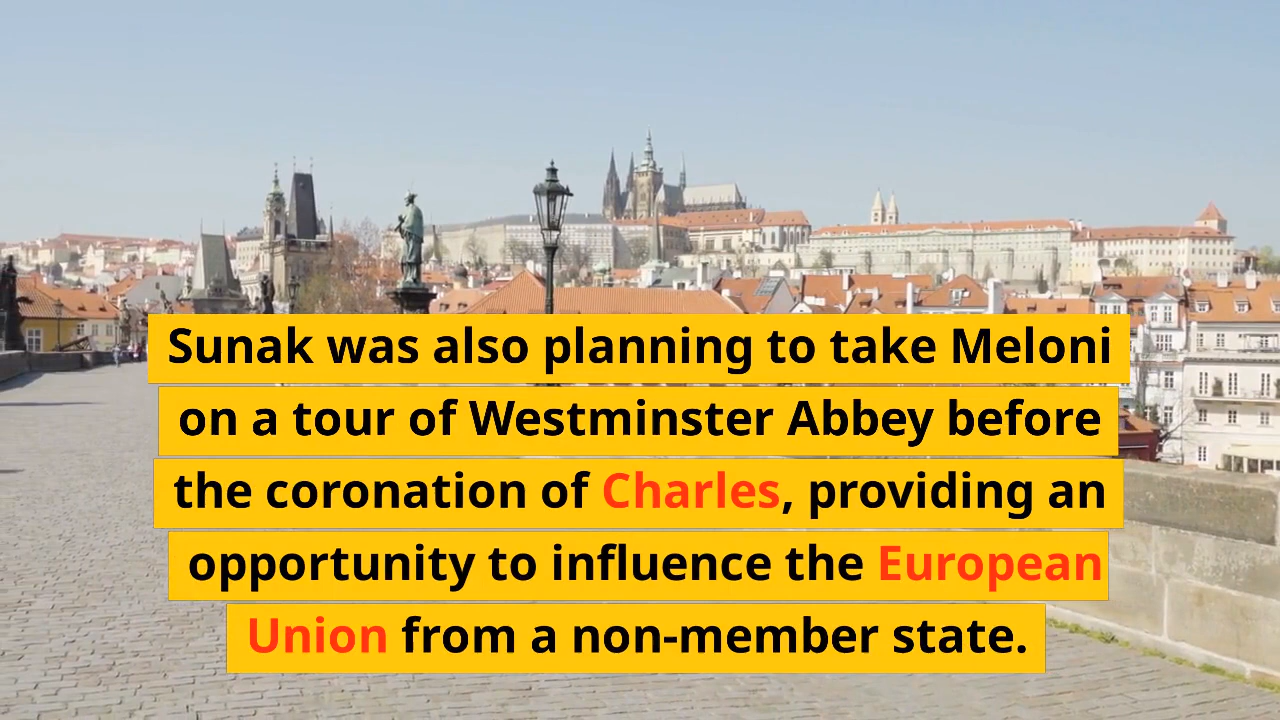 Sunak was also planning to take Meloni
on a tour of Westminster Abbey before
the coronation of Charles, providing an
opportunity to influence the European
Union from a non-member state.